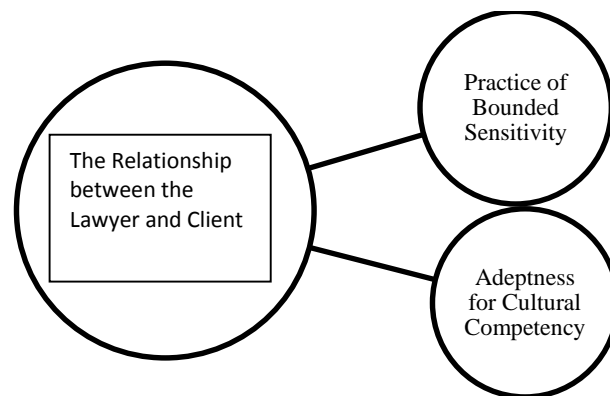 The Relationship
between the
Lawyer and Client
Practice of
Bounded
Sensitivity
Adeptness
for Cultural
Competency